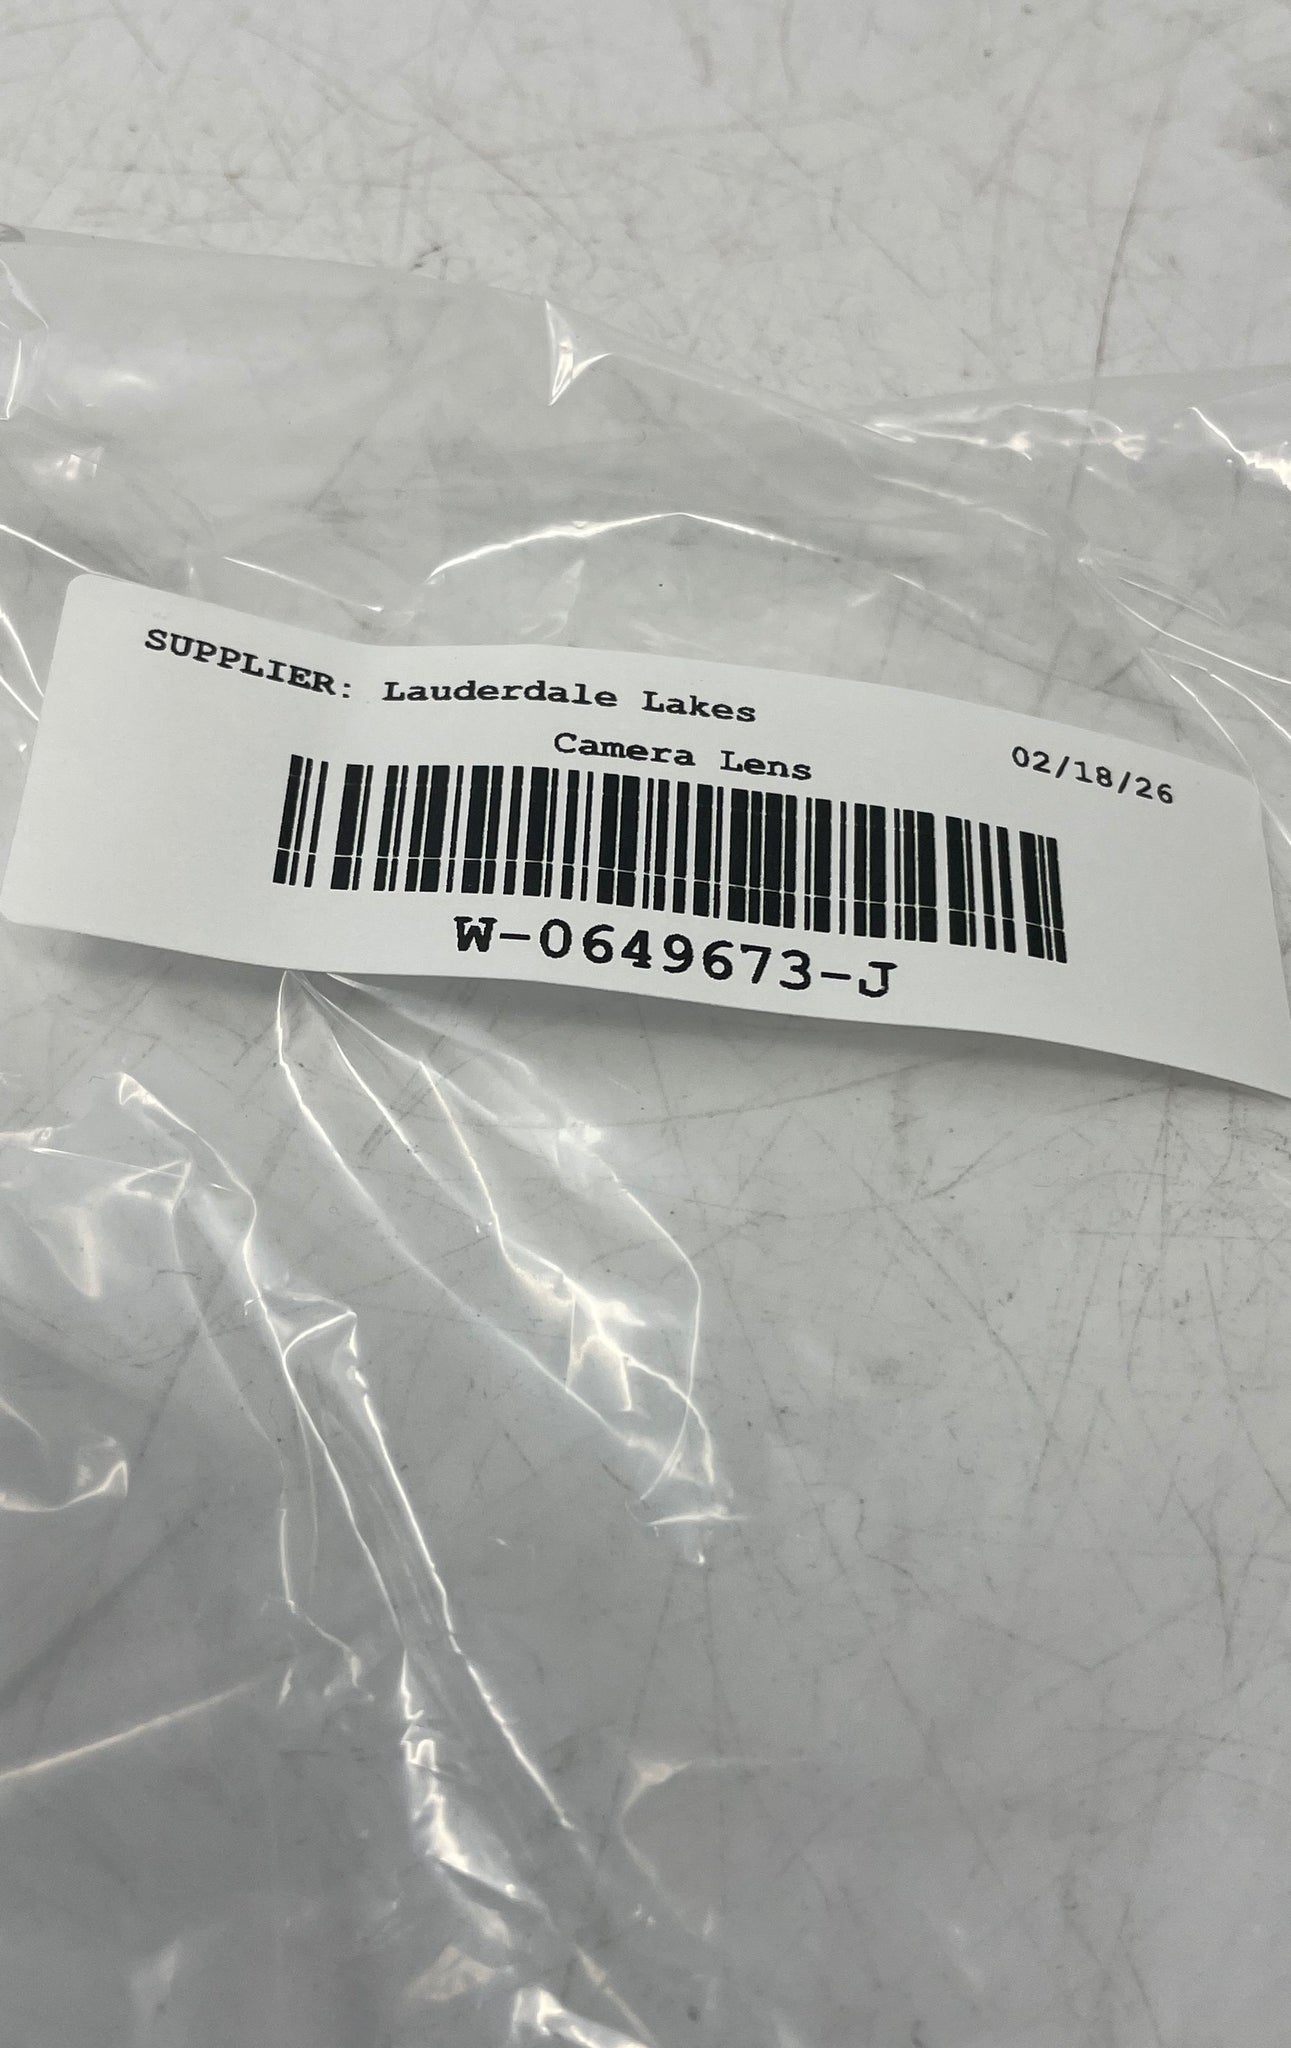 SUPPLIER: Lauderdale Lakes
Camera Lens 02/18/26
W-0649673-J